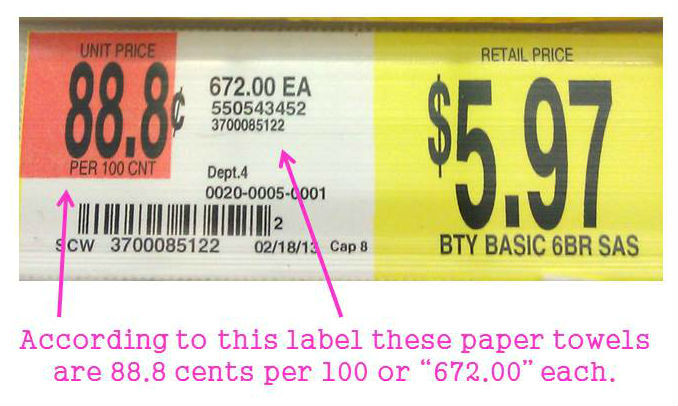 UNIT PRICE
88.8¢
PER 100 CNT
672.00 EA
550543452
3700085122
Dept.4
0020-0005-0001
2
SCW 3700085122 02/18/13 Cap 8
RETAIL PRICE
$5.97
BTY BASIC 6BR SAS
According to this label these paper towels
are 88.8 cents per 100 or “672.00” each.